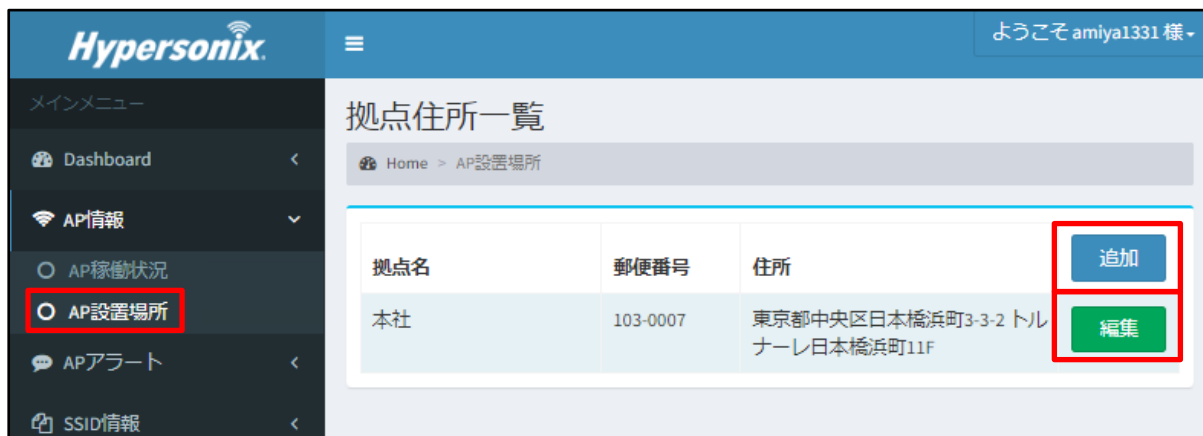 Hypersonix.
ようこそ amiya1331 様
メインメニュー
拠点住所一覧
Dashboard
Home > AP設置場所
AP情報
拠点名 郵便番号 住所 追加
AP稼働状況
AP設置場所
本社 103-0007 東京都中央区日本橋浜町3-3-2 トル
ナーレ日本橋浜町11F
編集
APアラート
SSID情報